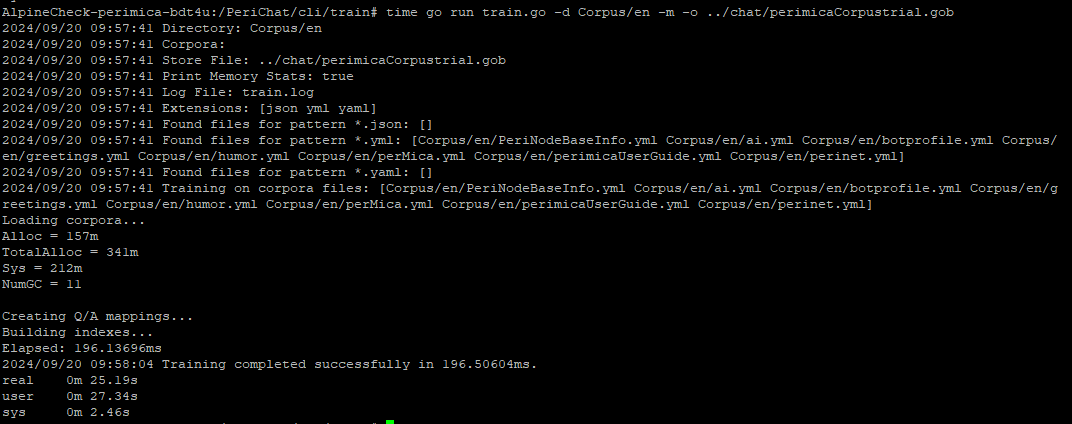 AlpineCheck-perimica-bdt4u:/PeriChat/cli/train# time go run train.go -d Corpus/en -m -o ../chat/perimicaCorpustrial.gob
2024/09/20 09:57:41 Directory: Corpus/en
2024/09/20 09:57:41 Corpora:
2024/09/20 09:57:41 Store File: ../chat/perimicaCorpustrial.gob
2024/09/20 09:57:41 Print Memory Stats: true
2024/09/20 09:57:41 Log File: train.log
2024/09/20 09:57:41 Extensions: [json yml yaml]
2024/09/20 09:57:41 Found files for pattern *.json: []
2024/09/20 09:57:41 Found files for pattern *.yml: [Corpus/en/PeriNodeBaseInfo.yml Corpus/en/ai.yml Corpus/en/botprofile.yml Corpus/
en/greetings.yml Corpus/en/humor.yml Corpus/en/perMica.yml Corpus/en/perimicaUserGuide.yml Corpus/en/perinet.yml]
2024/09/20 09:57:41 Found files for pattern *.yaml: []
2024/09/20 09:57:41 Training on corpora files: [Corpus/en/PeriNodeBaseInfo.yml Corpus/en/ai.yml Corpus/en/botprofile.yml Corpus/en/g
reetings.yml Corpus/en/humor.yml Corpus/en/perMica.yml Corpus/en/perimicaUserGuide.yml Corpus/en/perinet.yml]
Loading corpora...
Alloc = 157m
TotalAlloc = 341m
Sys = 212m
NumGC = 11
Creating Q/A mappings...
Building indexes...
Elapsed: 196.13696ms
2024/09/20 09:58:04 Training completed successfully in 196.50604ms.
real    0m 25.19s
user    0m 27.34s
sys     0m 2.46s